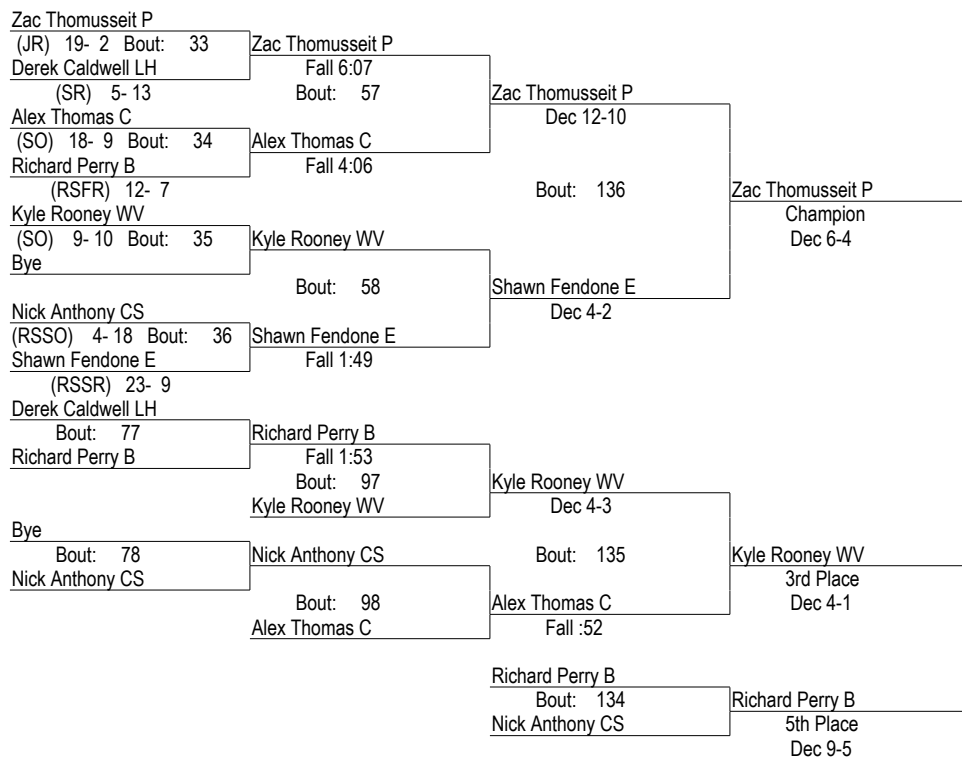 Zac Thomusseit P
(JR) 19- 2 Bout: 33
Zac Thomusseit P
Derek Caldwell LH
Fall 6:07
(SR) 5- 13
Bout: 57
Zac Thomusseit P
Alex Thomas C
Dec 12-10
(SO) 18- 9 Bout: 34
Alex Thomas C
Richard Perry B
Fall 4:06
(RSFR) 12- 7
Bout: 136
Zac Thomusseit P
Kyle Rooney WV
Champion
(SO) 9- 10 Bout: 35
Kyle Rooney WV
Dec 6-4
Bye
Bout: 58
Shawn Fendone E
Nick Anthony CS
Dec 4-2
(RSSO) 4- 18 Bout: 36
Shawn Fendone E
Shawn Fendone E
Fall 1:49
(RSSR) 23- 9
Derek Caldwell LH
Bout: 77
Richard Perry B
Richard Perry B
Fall 1:53
Bout: 97
Kyle Rooney WV
Kyle Rooney WV
Dec 4-3
Bye
Bout: 78
Nick Anthony CS
Bout: 135
Kyle Rooney WV
Nick Anthony CS
3rd Place
Bout: 98
Alex Thomas C
Dec 4-1
Alex Thomas C
Fall :52
Richard Perry B
Bout: 134
Richard Perry B
Nick Anthony CS
5th Place
Dec 9-5